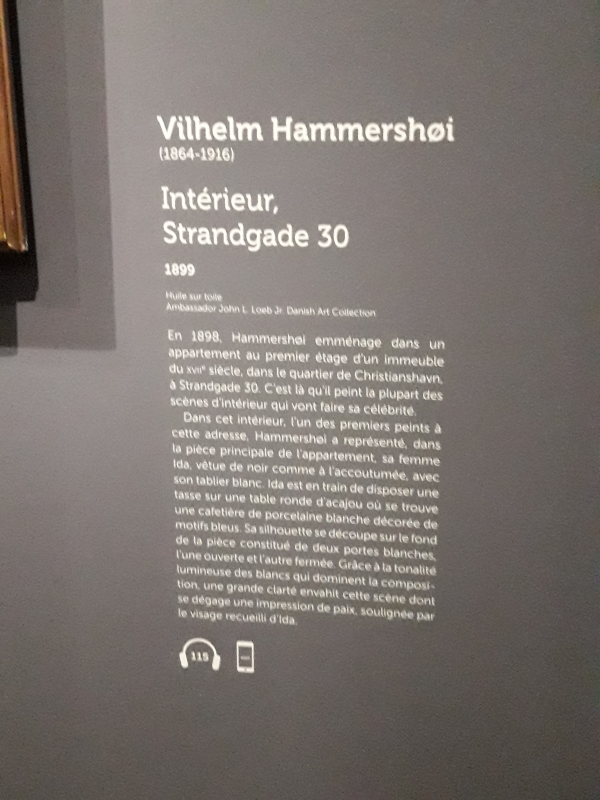 Vilhelm Hammershøi
(1864-1916)
Intérieur,
Strandgade 30
1899
Huile sur toile
Ambassador John L. Loeb Jr. Danish Art Collection
En 1898, Hammershøi emménage dans un
appartement au premier étage d'un immeuble
du XVIIe siècle, dans le quartier de Christianshavn,
à Strandgade 30. C'est là qu'il peint la plupart des
scènes d'intérieur qui vont faire sa célébrité.
Dans cet intérieur, l'un des premiers peints à
cette adresse, Hammershøi a représenté, dans
la pièce principale de l'appartement, sa femme
Ida, vêtue de noir comme à l'accoutumée, avec
son tablier blanc. Ida est en train de disposer une
tasse sur une table ronde d'acajou où se trouve
une cafetière de porcelaine blanche décorée de
motifs bleus. Sa silhouette se découpe sur le fond
de la pièce constitué de deux portes blanches,
l'une ouverte et l'autre fermée. Grâce à la tonalité
lumineuse des blancs qui dominent la composi-
tion, une grande clarté envahit cette scène dont
se dégage une impression de paix, soulignée par
le visage recueilli d'Ida.
115